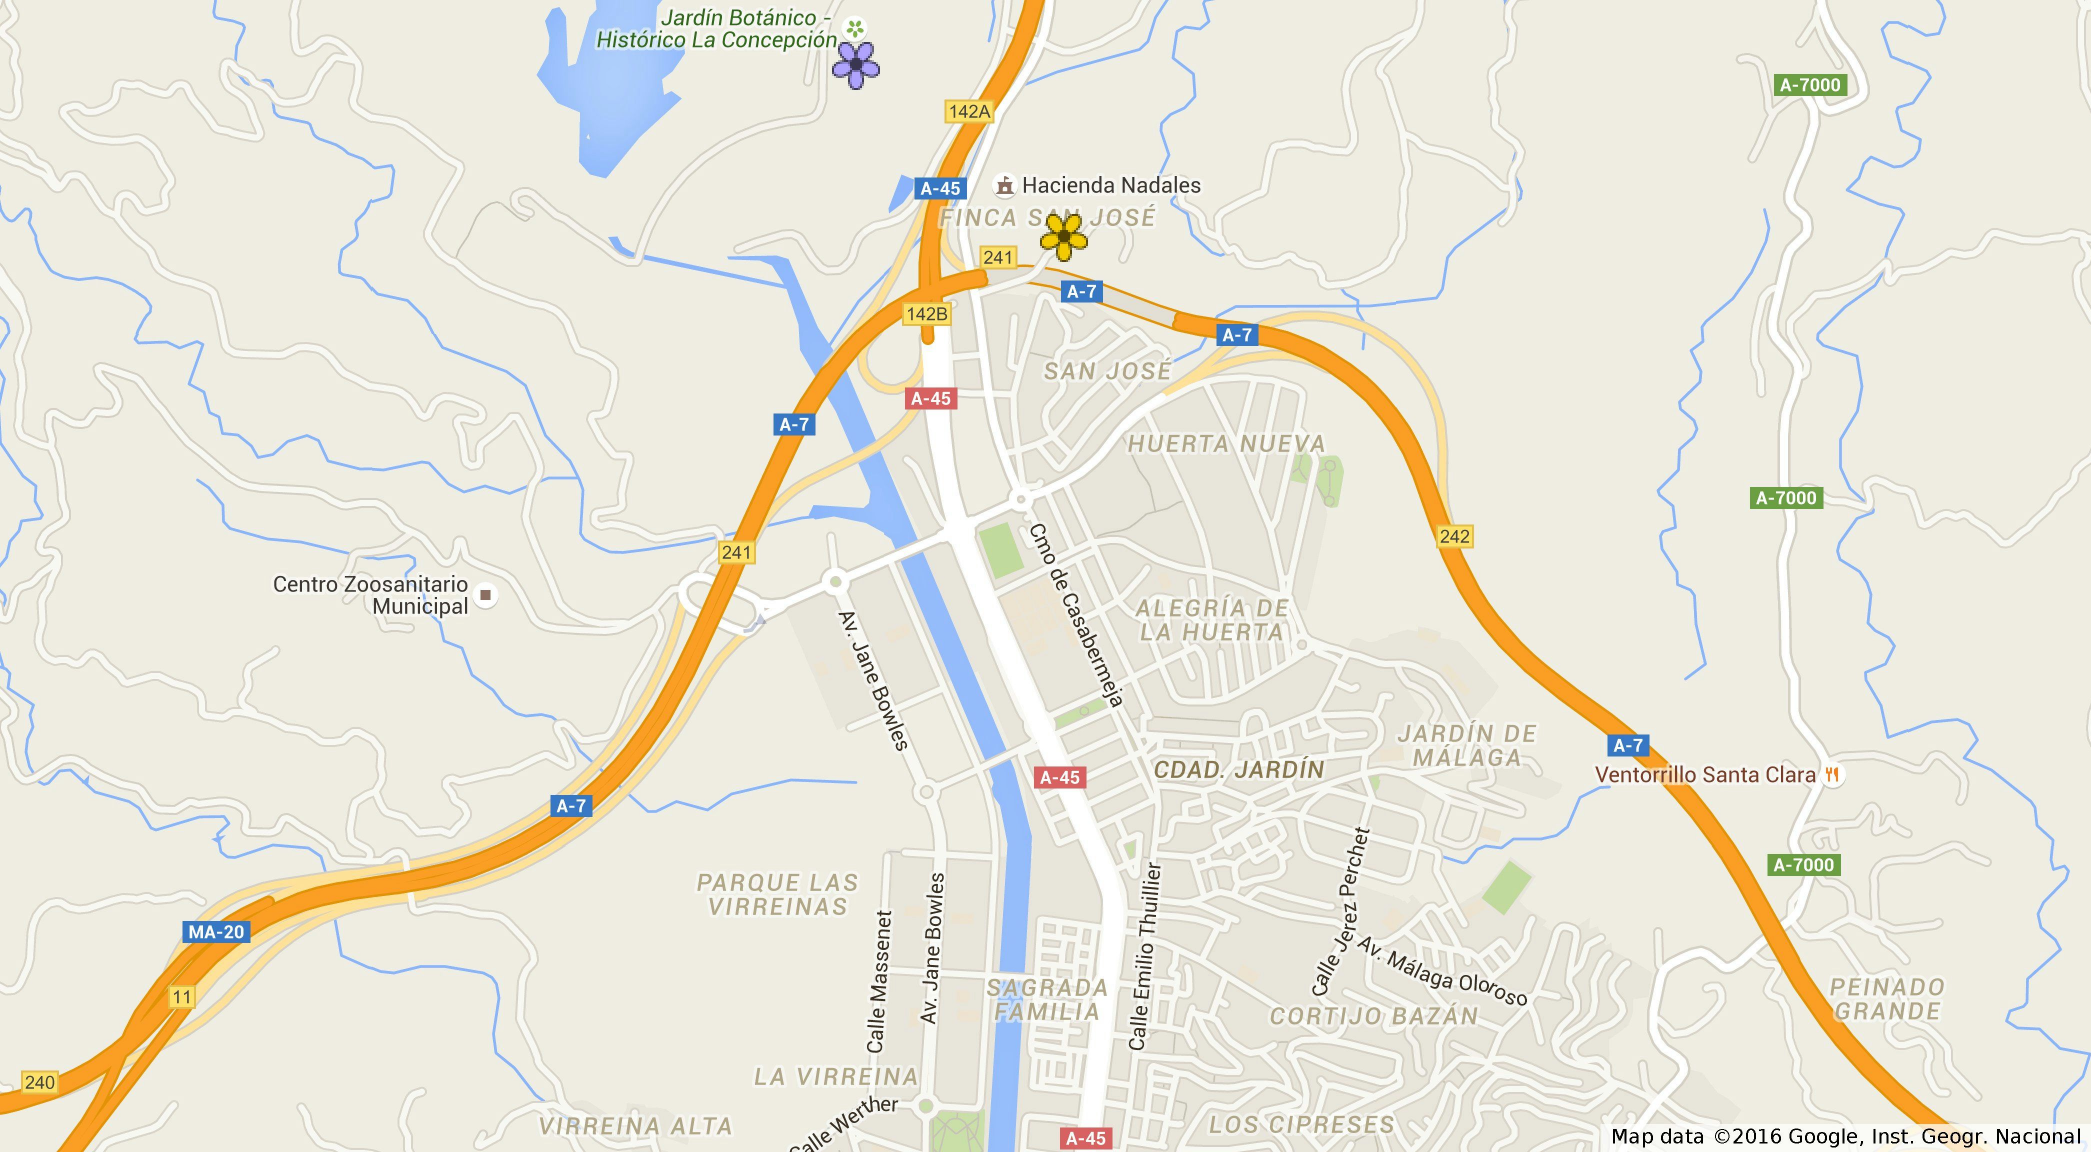 Jardín Botánico -
Histórico La Concepción
A-7000
142A
A-45
Hacienda Nadales
FINCA SAN JOSÉ
241
A-7
142B
A-7
SAN JOSÉ
A-45
A-7
HUERTA NUEVA
A-7000
242
241
Centro Zoosanitario
Municipal
Cmo de Casabermeja
ALEGRÍA DE
LA HUERTA
Av. Jane Bowles
JARDÍN DE
MÁLAGA
A-7
CDAD. JARDÍN
A-45
Ventorrillo Santa Clara
A-7
A-7000
PARQUE LAS
VIRREINAS
Calle Jerez Perchet
MA-20
Calle Massenet
Av. Jane Bowles
Calle Emilio Thuillier
Av. Málaga Oloroso
11
SAGRADA
FAMILIA
PEINADO
GRANDE
CORTIJO BAZÁN
240
LA VIRREINA
Calle Werther
VIRREINA ALTA
LOS CIPRESES
A-45
Map data ©2016 Google, Inst. Geogr. Nacional